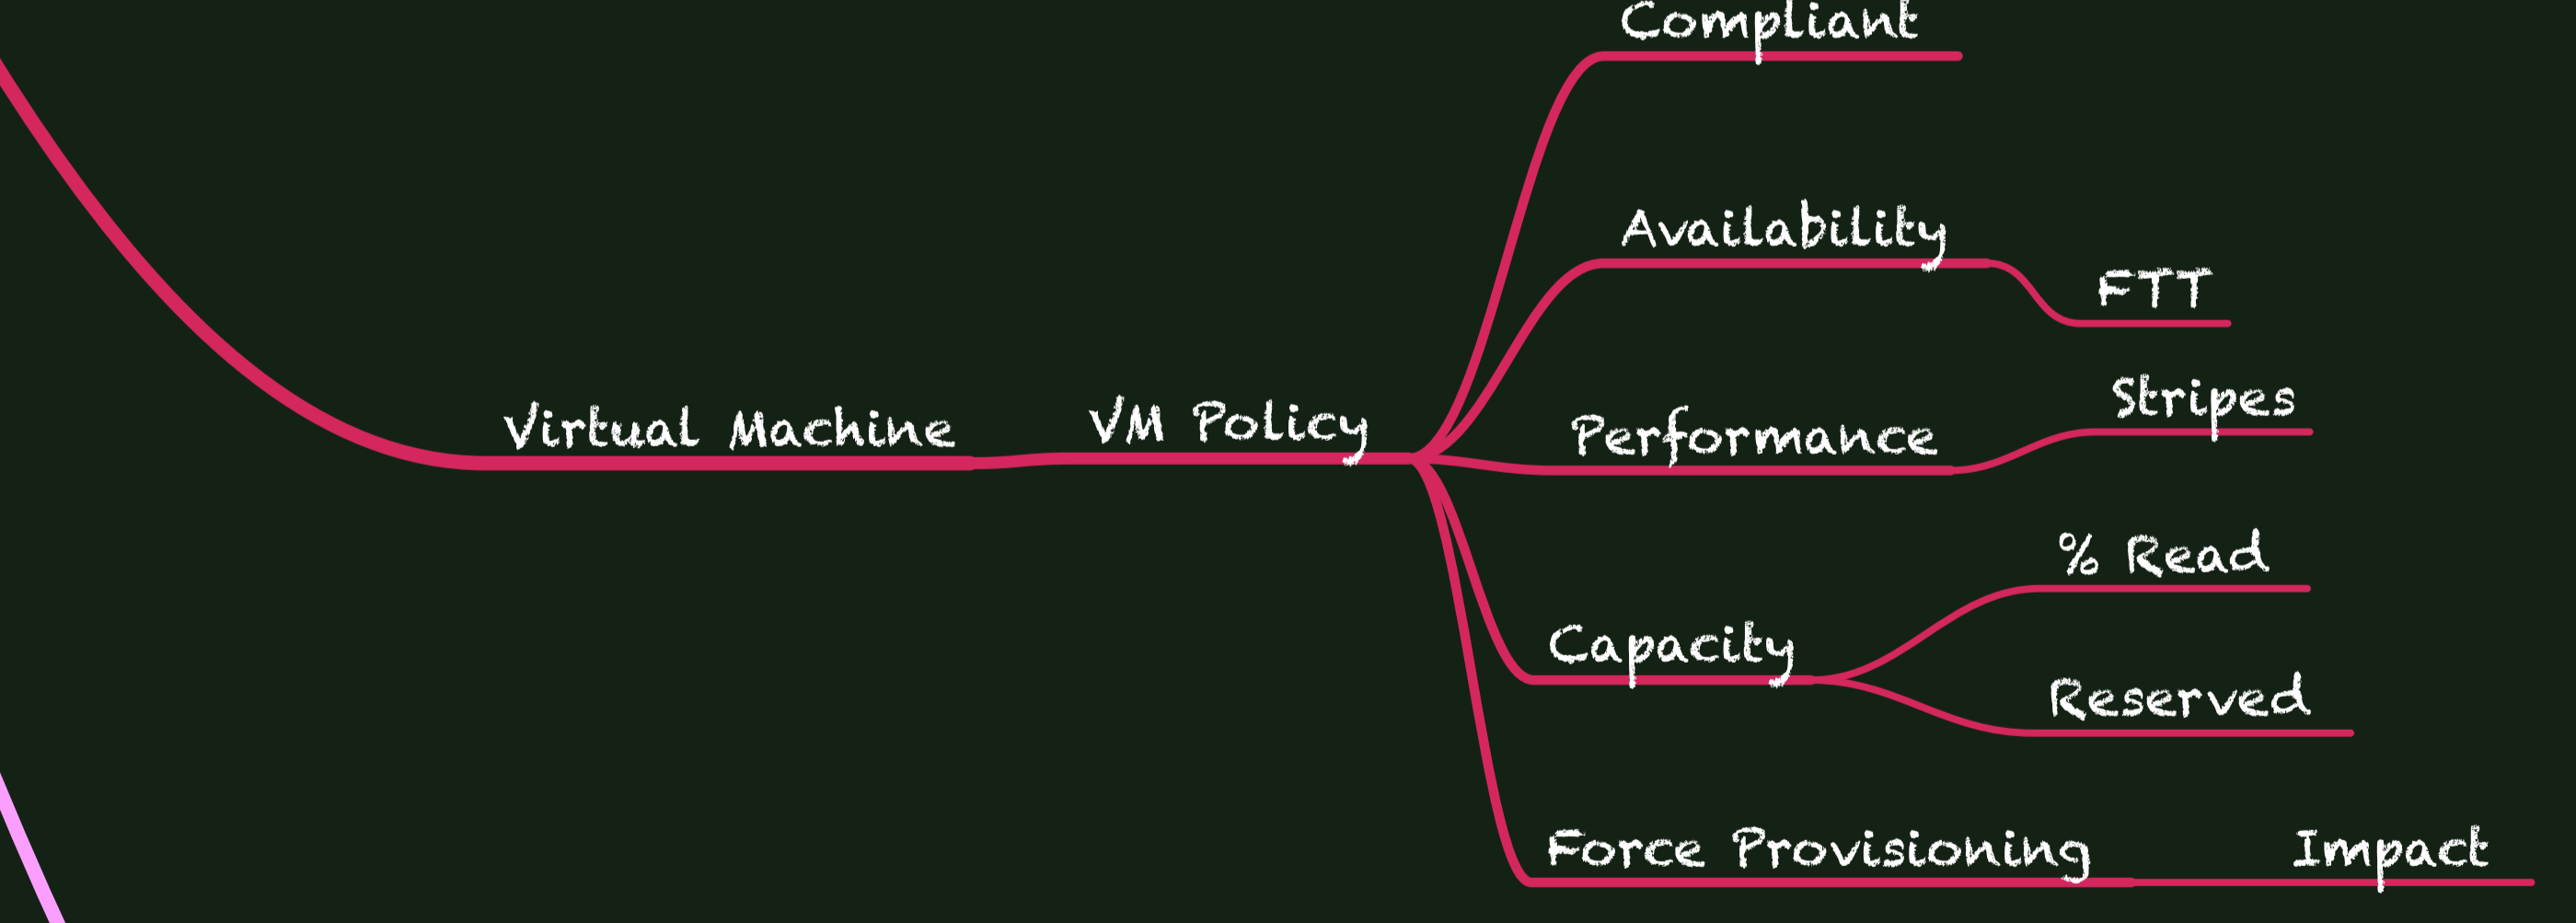 Compliant
Availability
FTT
Stripes
Virtual Machine
VM Policy
Performance
% Read
Capacity
Reserved
Force Provisioning
Impact